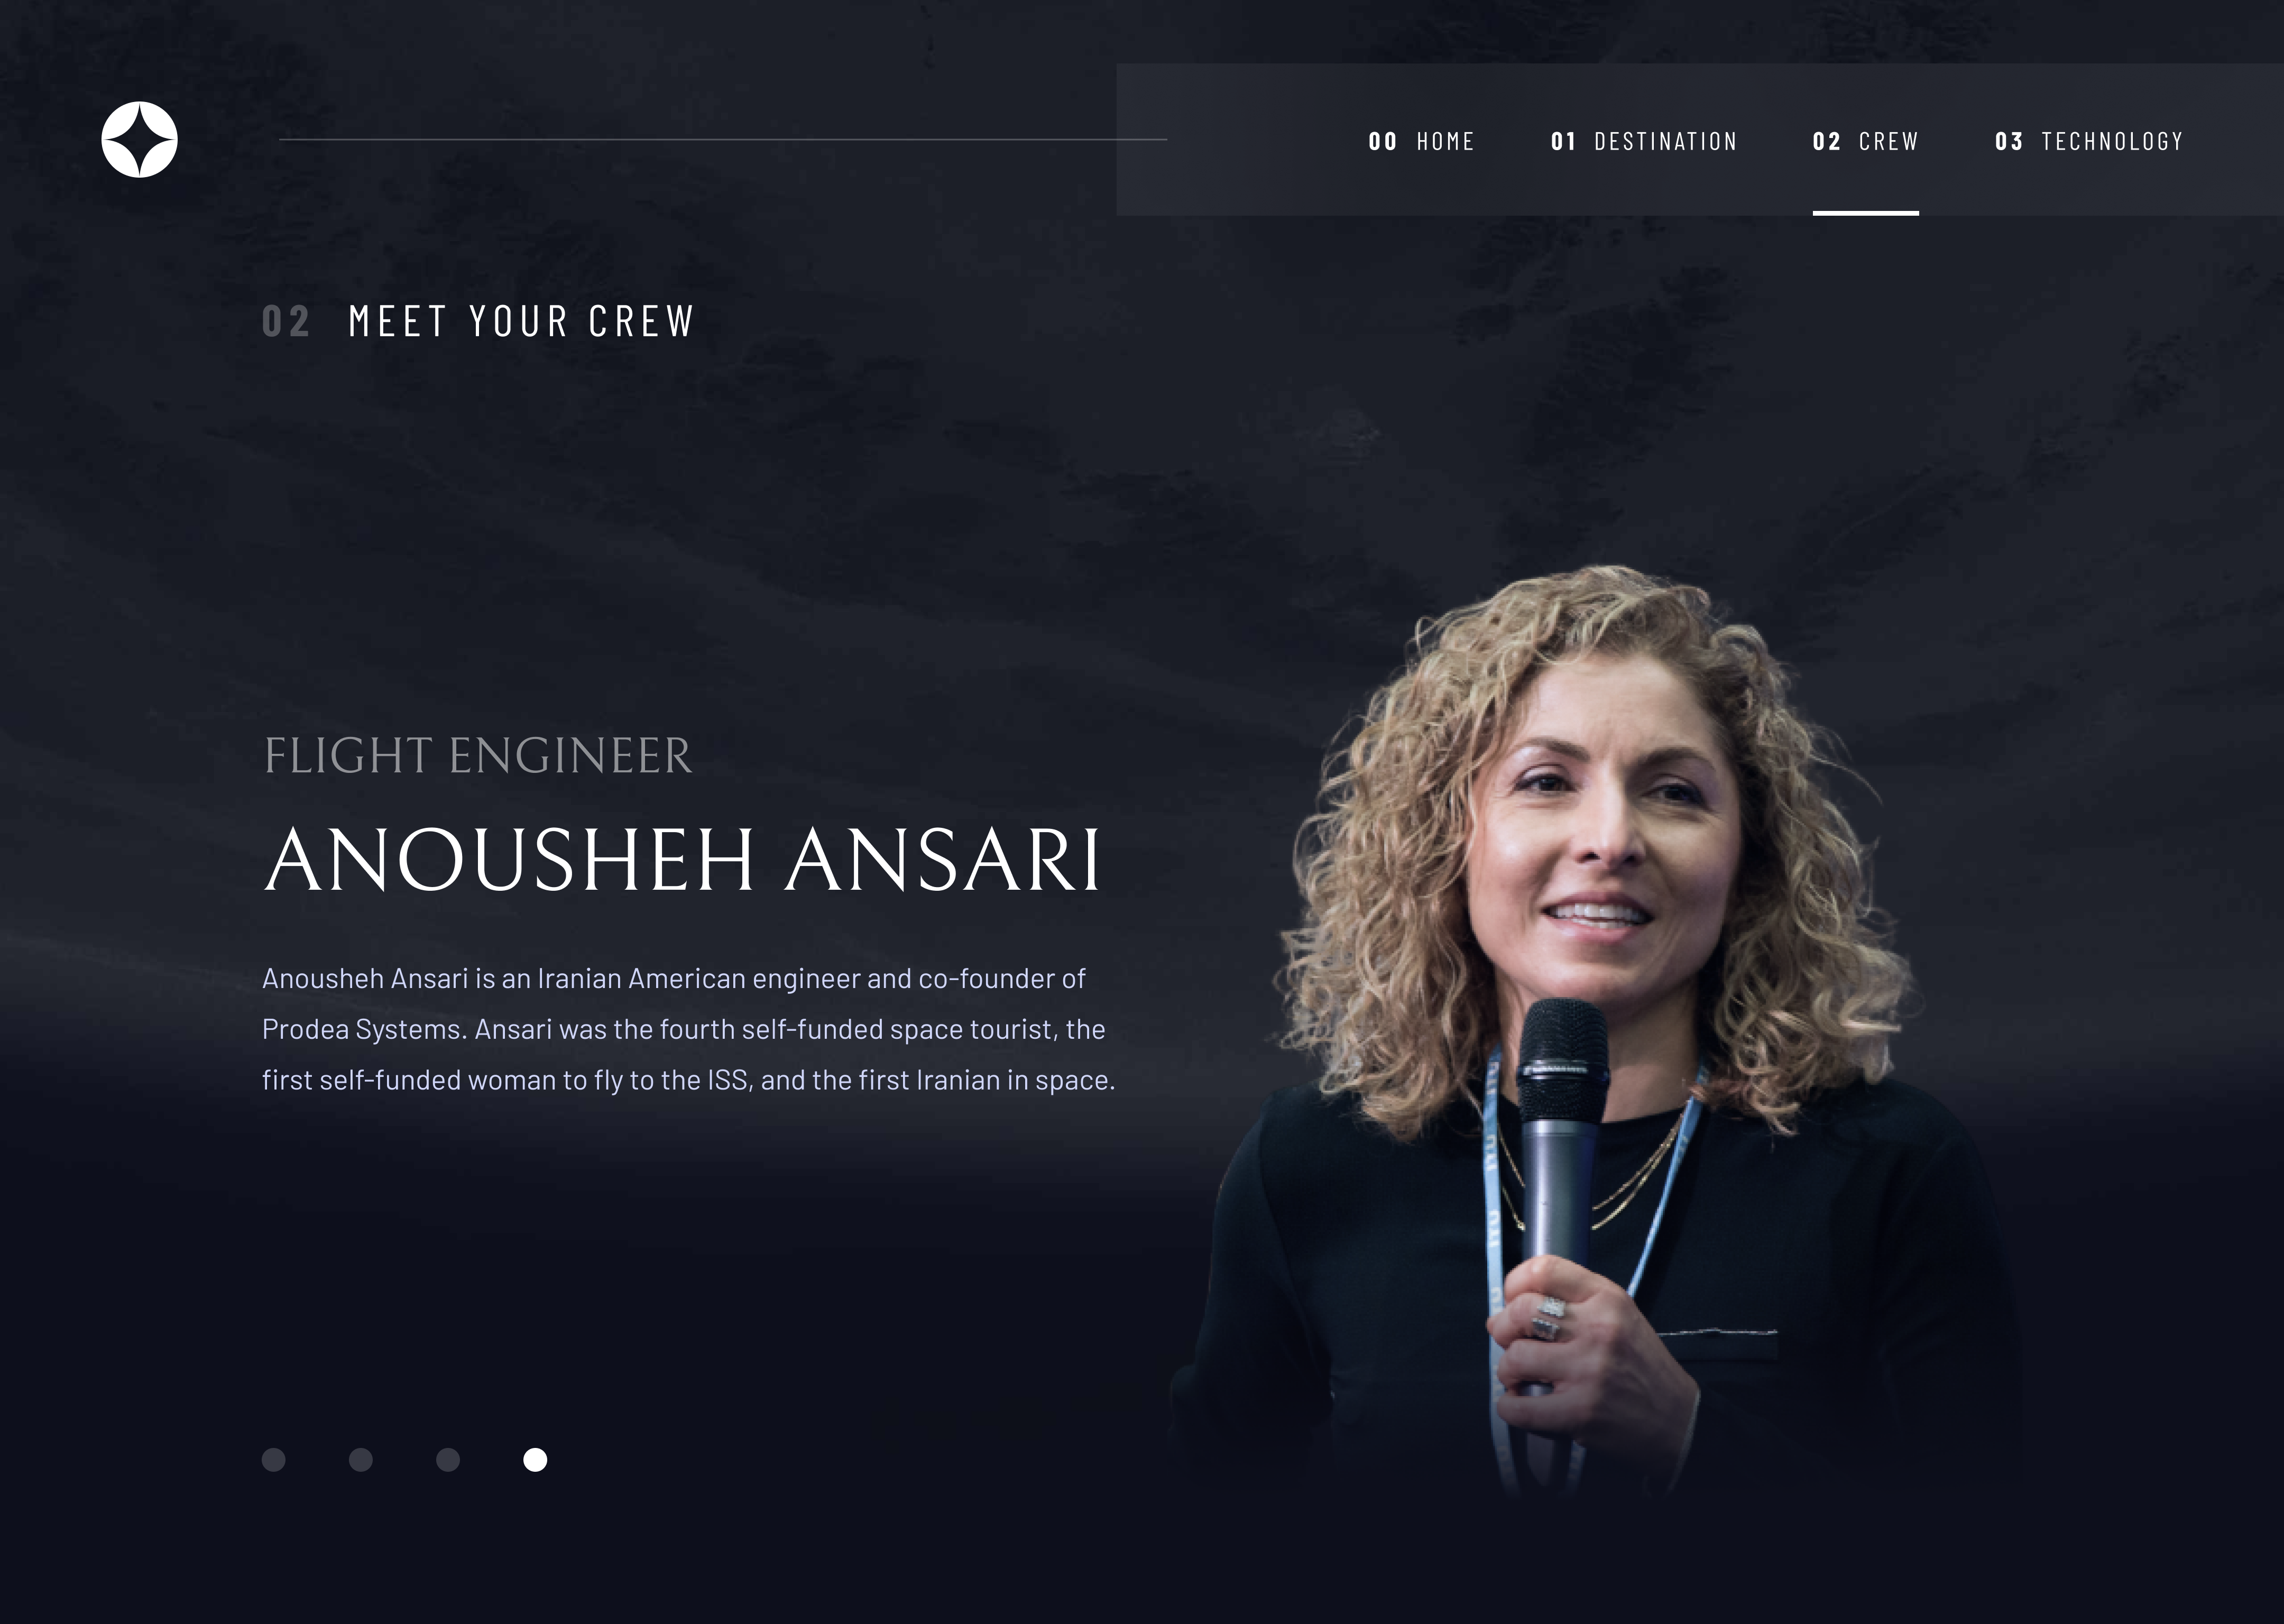 00 HOME 01 DESTINATION 02 CREW 03 TECHNOLOGY
02 MEET YOUR CREW
FLIGHT ENGINEER
ANOUSHEH ANSARI
Anousheh Ansari is an Iranian American engineer and co-founder of
Prodea Systems. Ansari was the fourth self-funded space tourist, the
first self-funded woman to fly to the ISS, and the first Iranian in space.